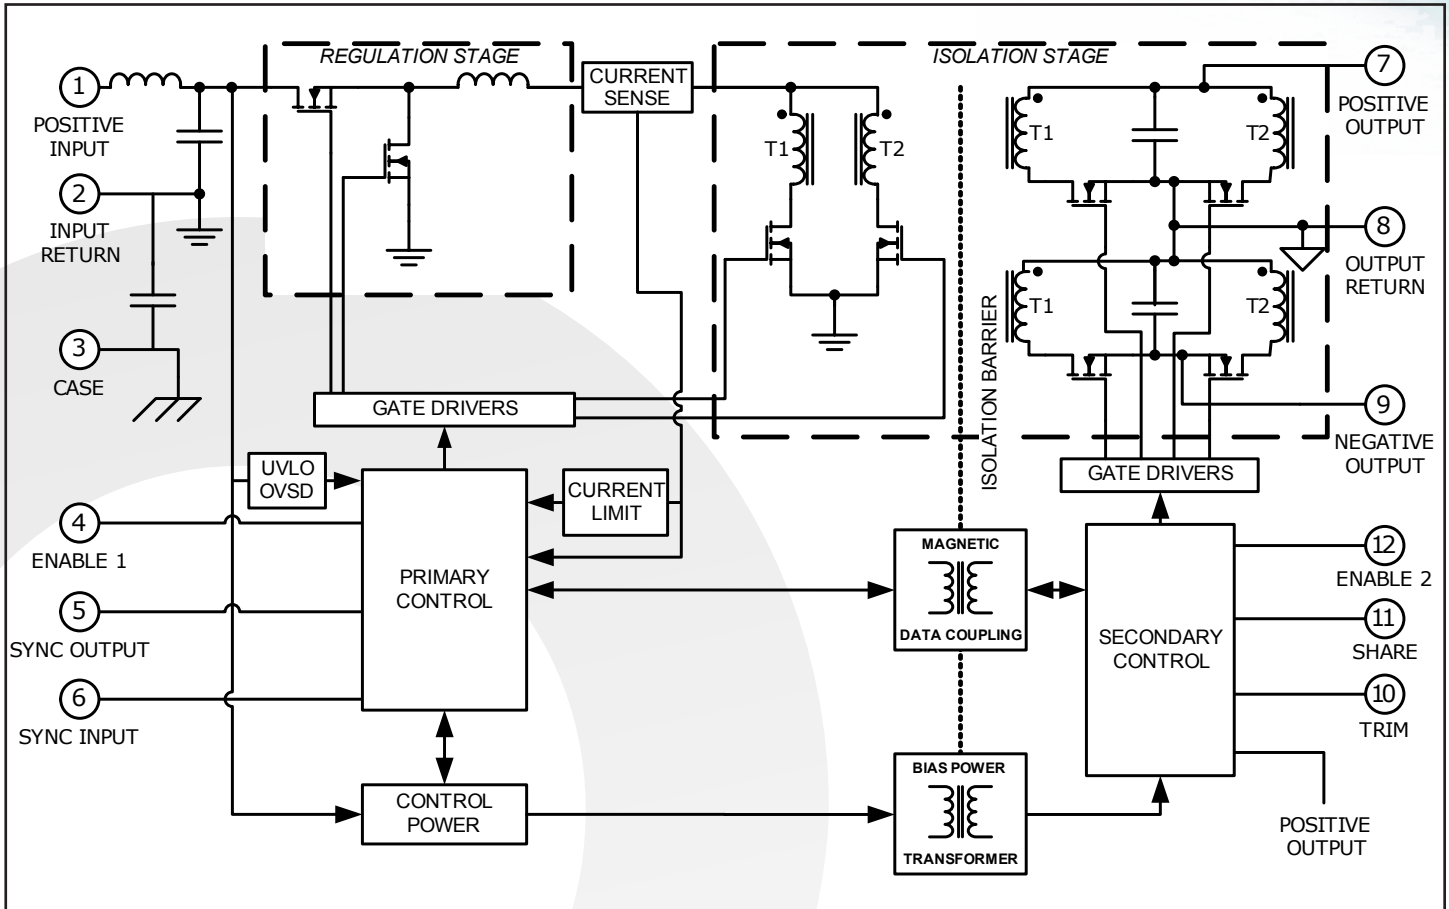 REGULATION STAGE
ISOLATION STAGE
1
POSITIVE
INPUT
2
INPUT
RETURN
3
CASE
CURRENT
SENSE
T1
T2
T1
T2
T1
T2
7
POSITIVE
OUTPUT
8
OUTPUT
RETURN
9
NEGATIVE
OUTPUT
ISOLATION BARRIER
GATE DRIVERS
GATE DRIVERS
UVLO
OVSD
CURRENT
LIMIT
4
ENABLE 1
5
SYNC OUTPUT
6
SYNC INPUT
PRIMARY
CONTROL
MAGNETIC
DATA COUPLING
SECONDARY
CONTROL
12
ENABLE 2
11
SHARE
10
TRIM
CONTROL
POWER
BIAS POWER
TRANSFORMER
POSITIVE
OUTPUT